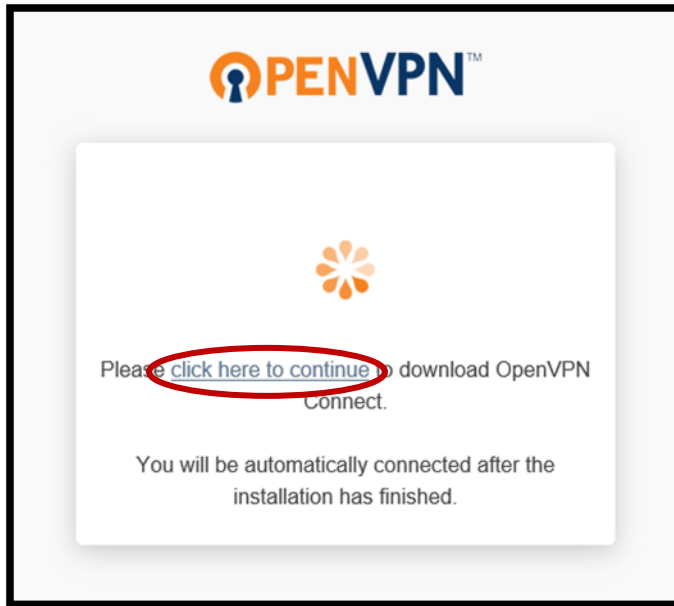 OPENVPN™
Please click here to continue to download OpenVPN
Connect.
You will be automatically connected after the
installation has finished.